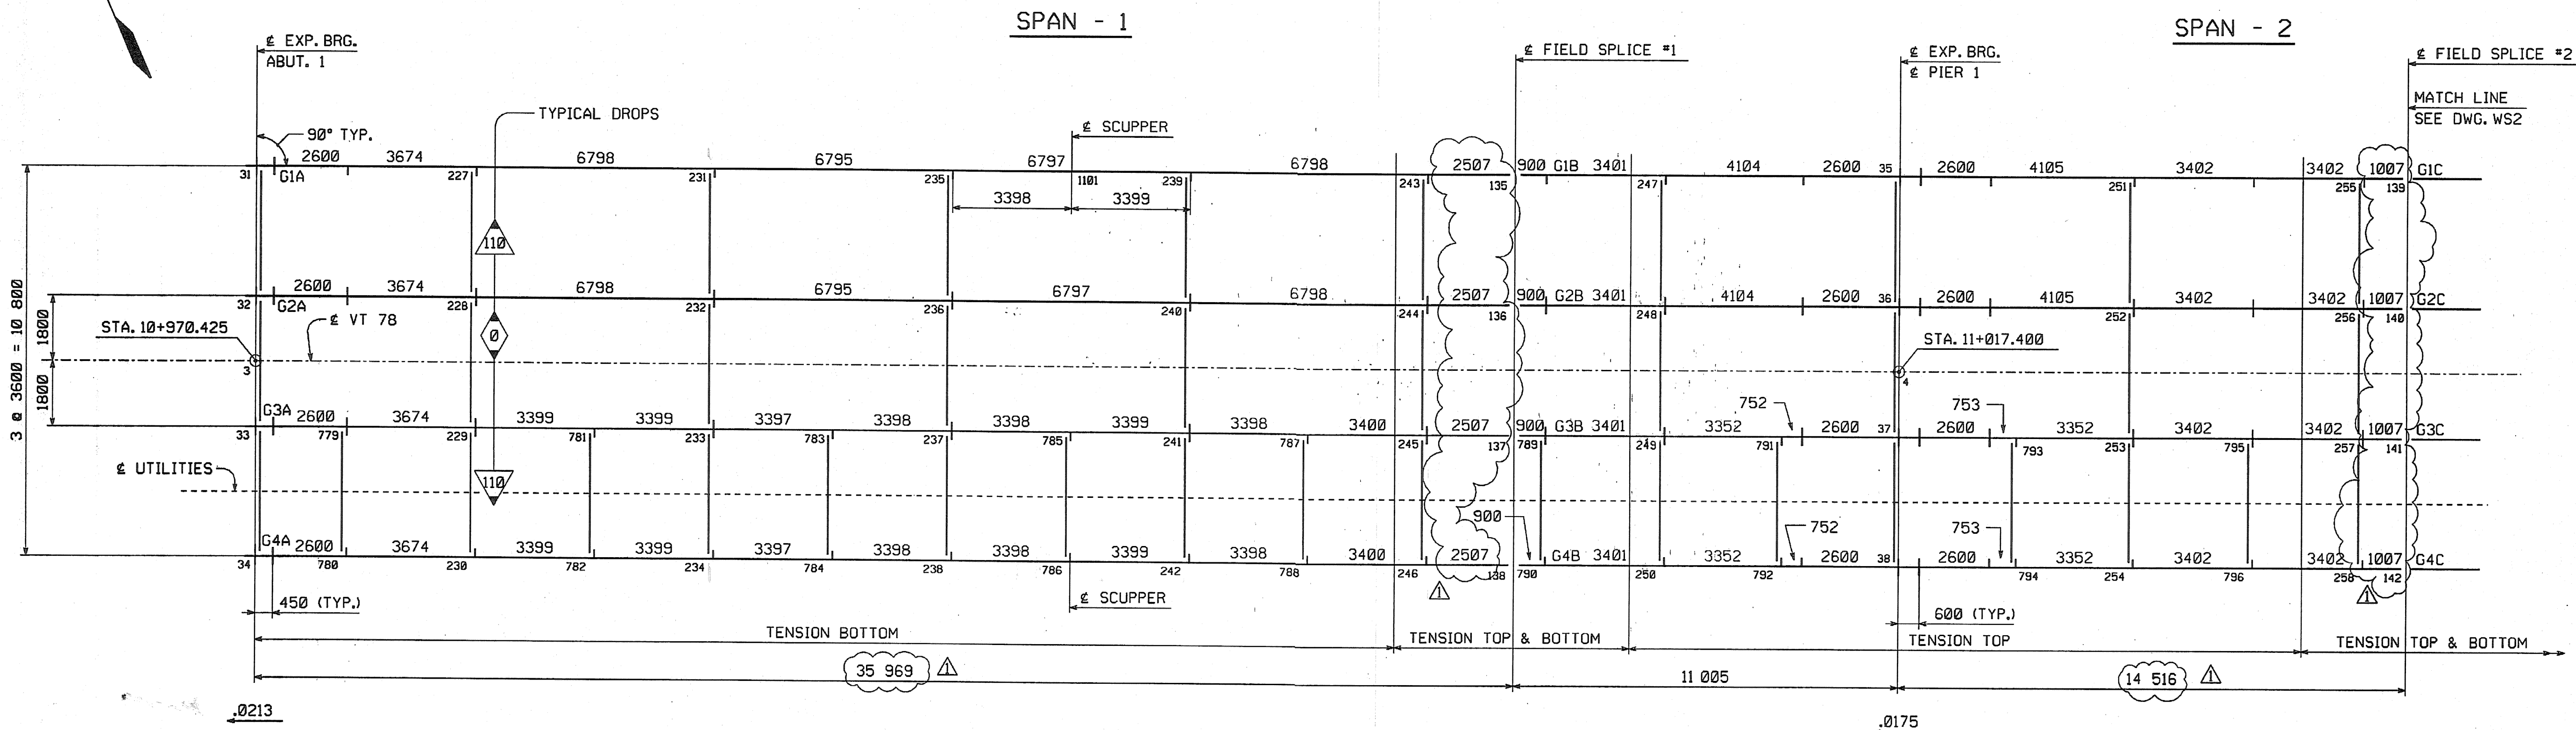 SPAN - 1
SPAN - 2
℄ EXP. BRG.
ABUT. 1
℄ FIELD SPLICE #1
℄ EXP. BRG.
℄ PIER 1
℄ FIELD SPLICE #2
MATCH LINE
SEE DWG. WS2
TYPICAL DROPS
90° TYP.
℄ SCUPPER
2600 3674 6798 6795 6797 6798 2507 900 G1B 3401 4104 2600 35 2600 4105 3402 3402 1007 G1C
31 G1A 227 231 235 1101 239 243 135 247 251 255 139
3398 3399
110
2600 3674 6798 6795 6797 6798 2507 900 G2B 3401 4104 2600 36 2600 4105 3402 3402 1007 G2C
32 G2A 228 232 236 240 244 136 248 252 256 140
3 @ 3600 = 10 800
1800
1800
STA. 10+970.425
℄ VT 78
0
3
STA. 11+017.400
4
G3A 2600 3674 3399 3399 3397 3398 3398 3399 3398 3400 2507 900 G3B 3401 3352 752 2600 37 2600 753 3352 3402 3402 1007 G3C
33 779 229 781 233 783 237 785 241 787 245 137 789 249 791 793 253 795 257 141
℄ UTILITIES
110
900
752
753
G4A 2600 3674 3399 3399 3397 3398 3398 3399 3398 3400 2507 G4B 3401 3352 2600 38 2600 3352 3402 3402 1007 G4C
34 780 230 782 234 784 238 786 242 788 246 138 790 250 792 794 254 796 258 142
1
1
450 (TYP.)
℄ SCUPPER
600 (TYP.)
TENSION BOTTOM
TENSION TOP & BOTTOM
TENSION TOP
TENSION TOP & BOTTOM
35 969 1
11 005
14 516 1
.0213
.0175